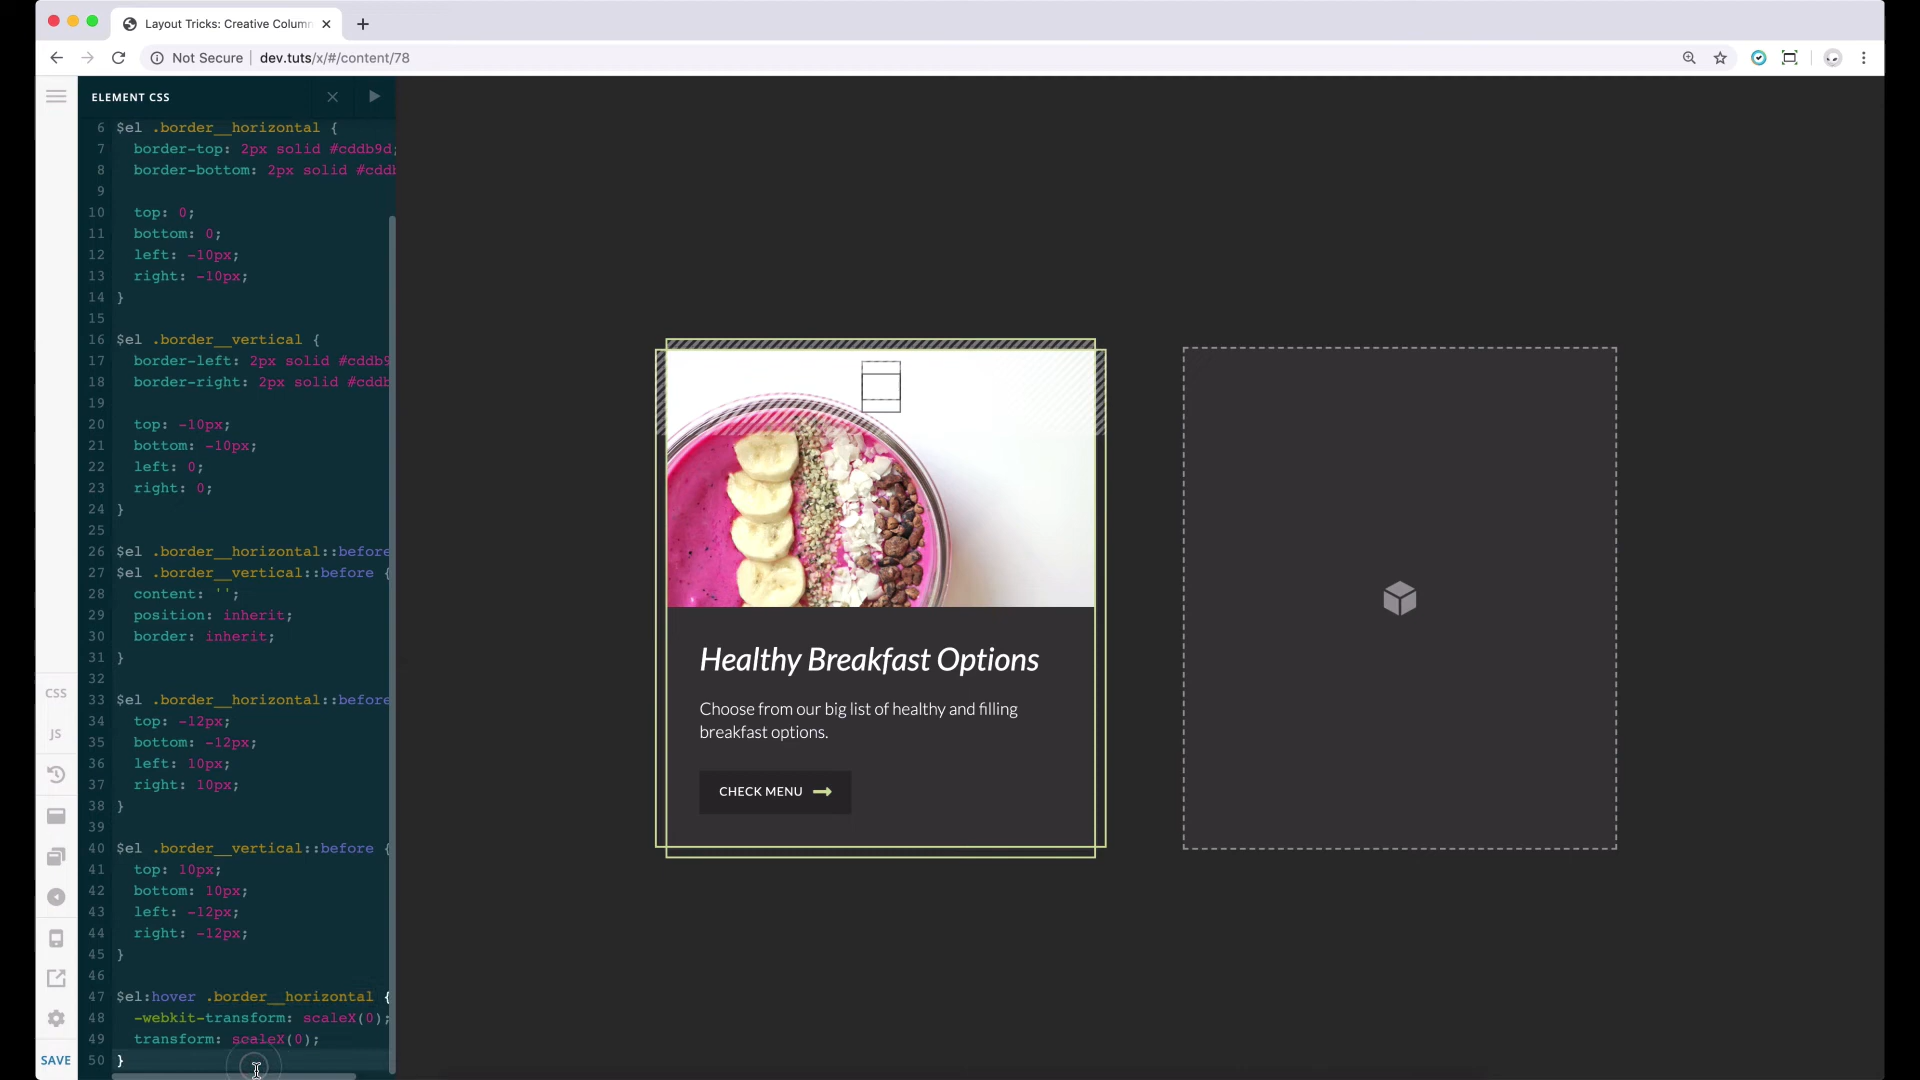 Layout Tricks: Creative Colum
Not Secure | dev.tuts/x/#/content/78
ELEMENT CSS
6 $el .border__horizontal {
7 border-top: 2px solid #cddb9d;
8 border-bottom: 2px solid #cddb
9
10 top: 0;
11 bottom: 0;
12 left: -10px;
13 right: -10px;
14 }
15
16 $el .border__vertical {
17 border-left: 2px solid #cddb9
18 border-right: 2px solid #cddb
19
20 top: -10px;
21 bottom: -10px;
22 left: 0;
23 right: 0;
24 }
25
26 $el .border__horizontal::before
27 $el .border__vertical::before {
28 content: '';
29 position: inherit;
30 border: inherit;
31 }
32
33 $el .border__horizontal::before
34 top: -12px;
35 bottom: -12px;
36 left: 10px;
37 right: 10px;
38 }
39
40 $el .border__vertical::before {
41 top: 10px;
42 bottom: 10px;
43 left: -12px;
44 right: -12px;
45 }
46
47 $el:hover .border__horizontal {
48 -webkit-transform: scaleX(0);
49 transform: scaleX(0);
50 }
CSS
JS
SAVE
Healthy Breakfast Options
Choose from our big list of healthy and filling
breakfast options.
CHECK MENU